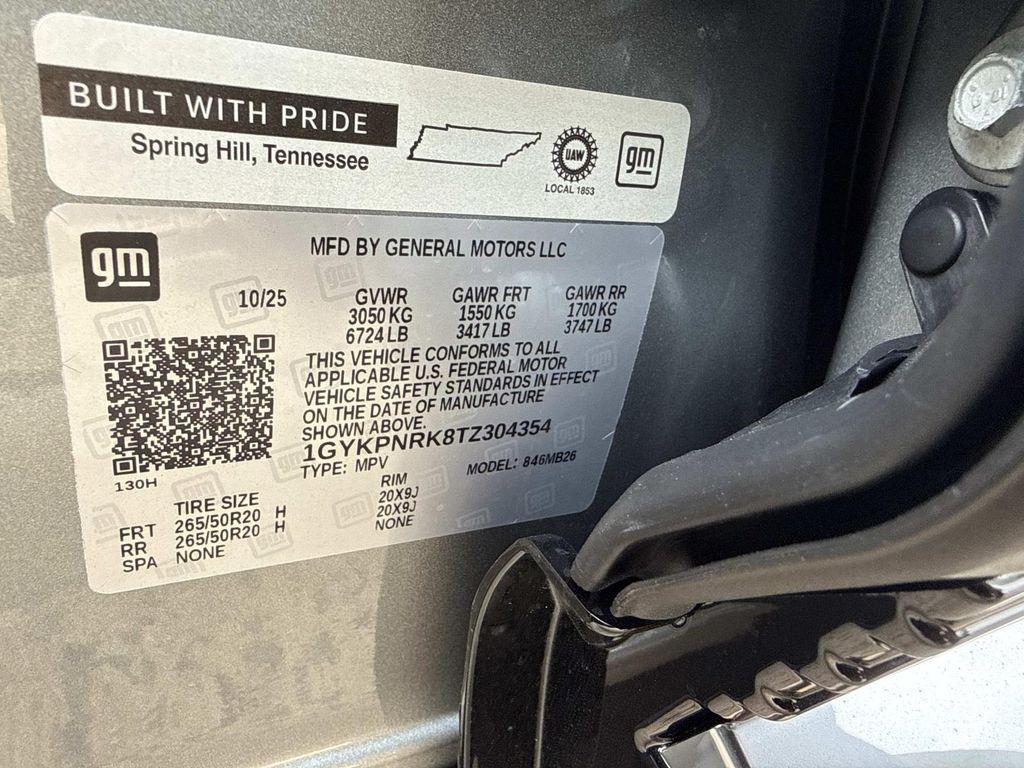 BUILT WITH PRIDE
Spring Hill, Tennessee
UAW
LOCAL 1853
gm
gm
MFD BY GENERAL MOTORS LLC
10/25 GVWR GAWR FRT GAWR RR
3050 KG 1550 KG 1700 KG
6724 LB 3417 LB 3747 LB
THIS VEHICLE CONFORMS TO ALL
APPLICABLE U.S. FEDERAL MOTOR
VEHICLE SAFETY STANDARDS IN EFFECT
ON THE DATE OF MANUFACTURE
SHOWN ABOVE.
1GYKPNRK8TZ304354
TYPE: MPV MODEL: 846MB26
130H
TIRE SIZE RIM
FRT 265/50R20 H 20X9J
RR 265/50R20 H 20X9J
SPA NONE NONE